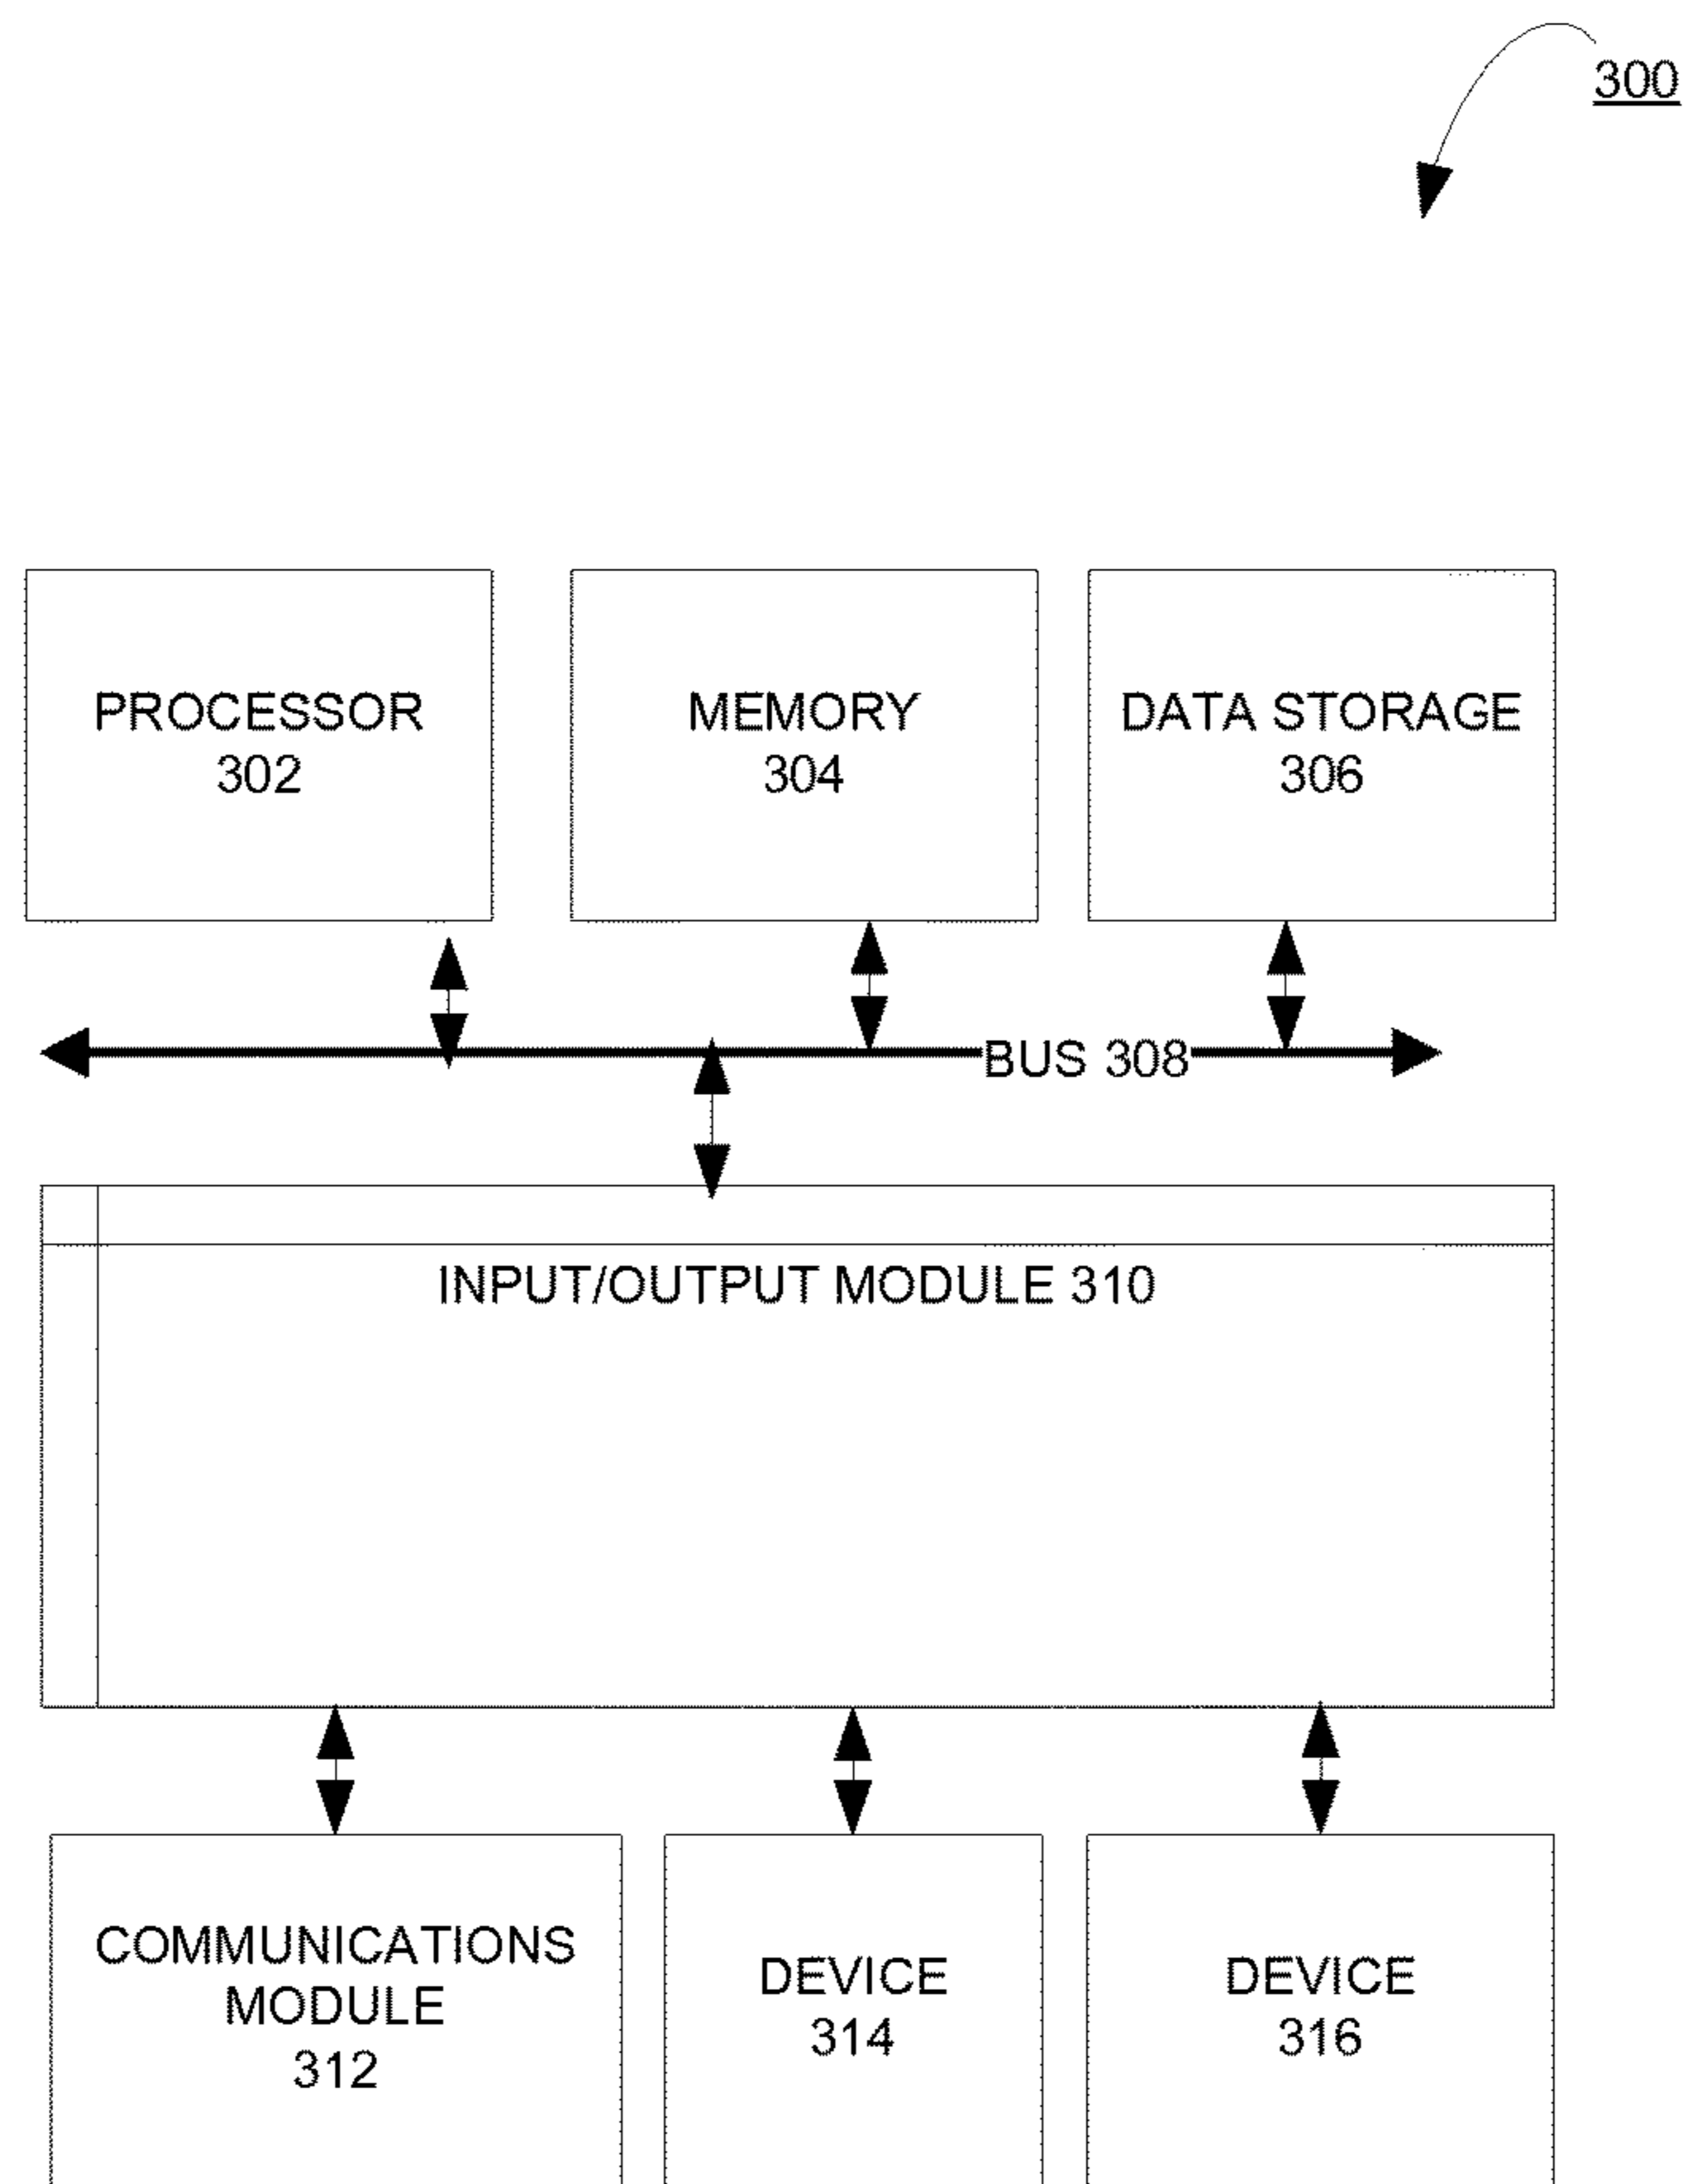 300
PROCESSOR
302
MEMORY
304
DATA STORAGE
306
BUS 308
INPUT/OUTPUT MODULE 310
COMMUNICATIONS
MODULE
312
DEVICE
314
DEVICE
316